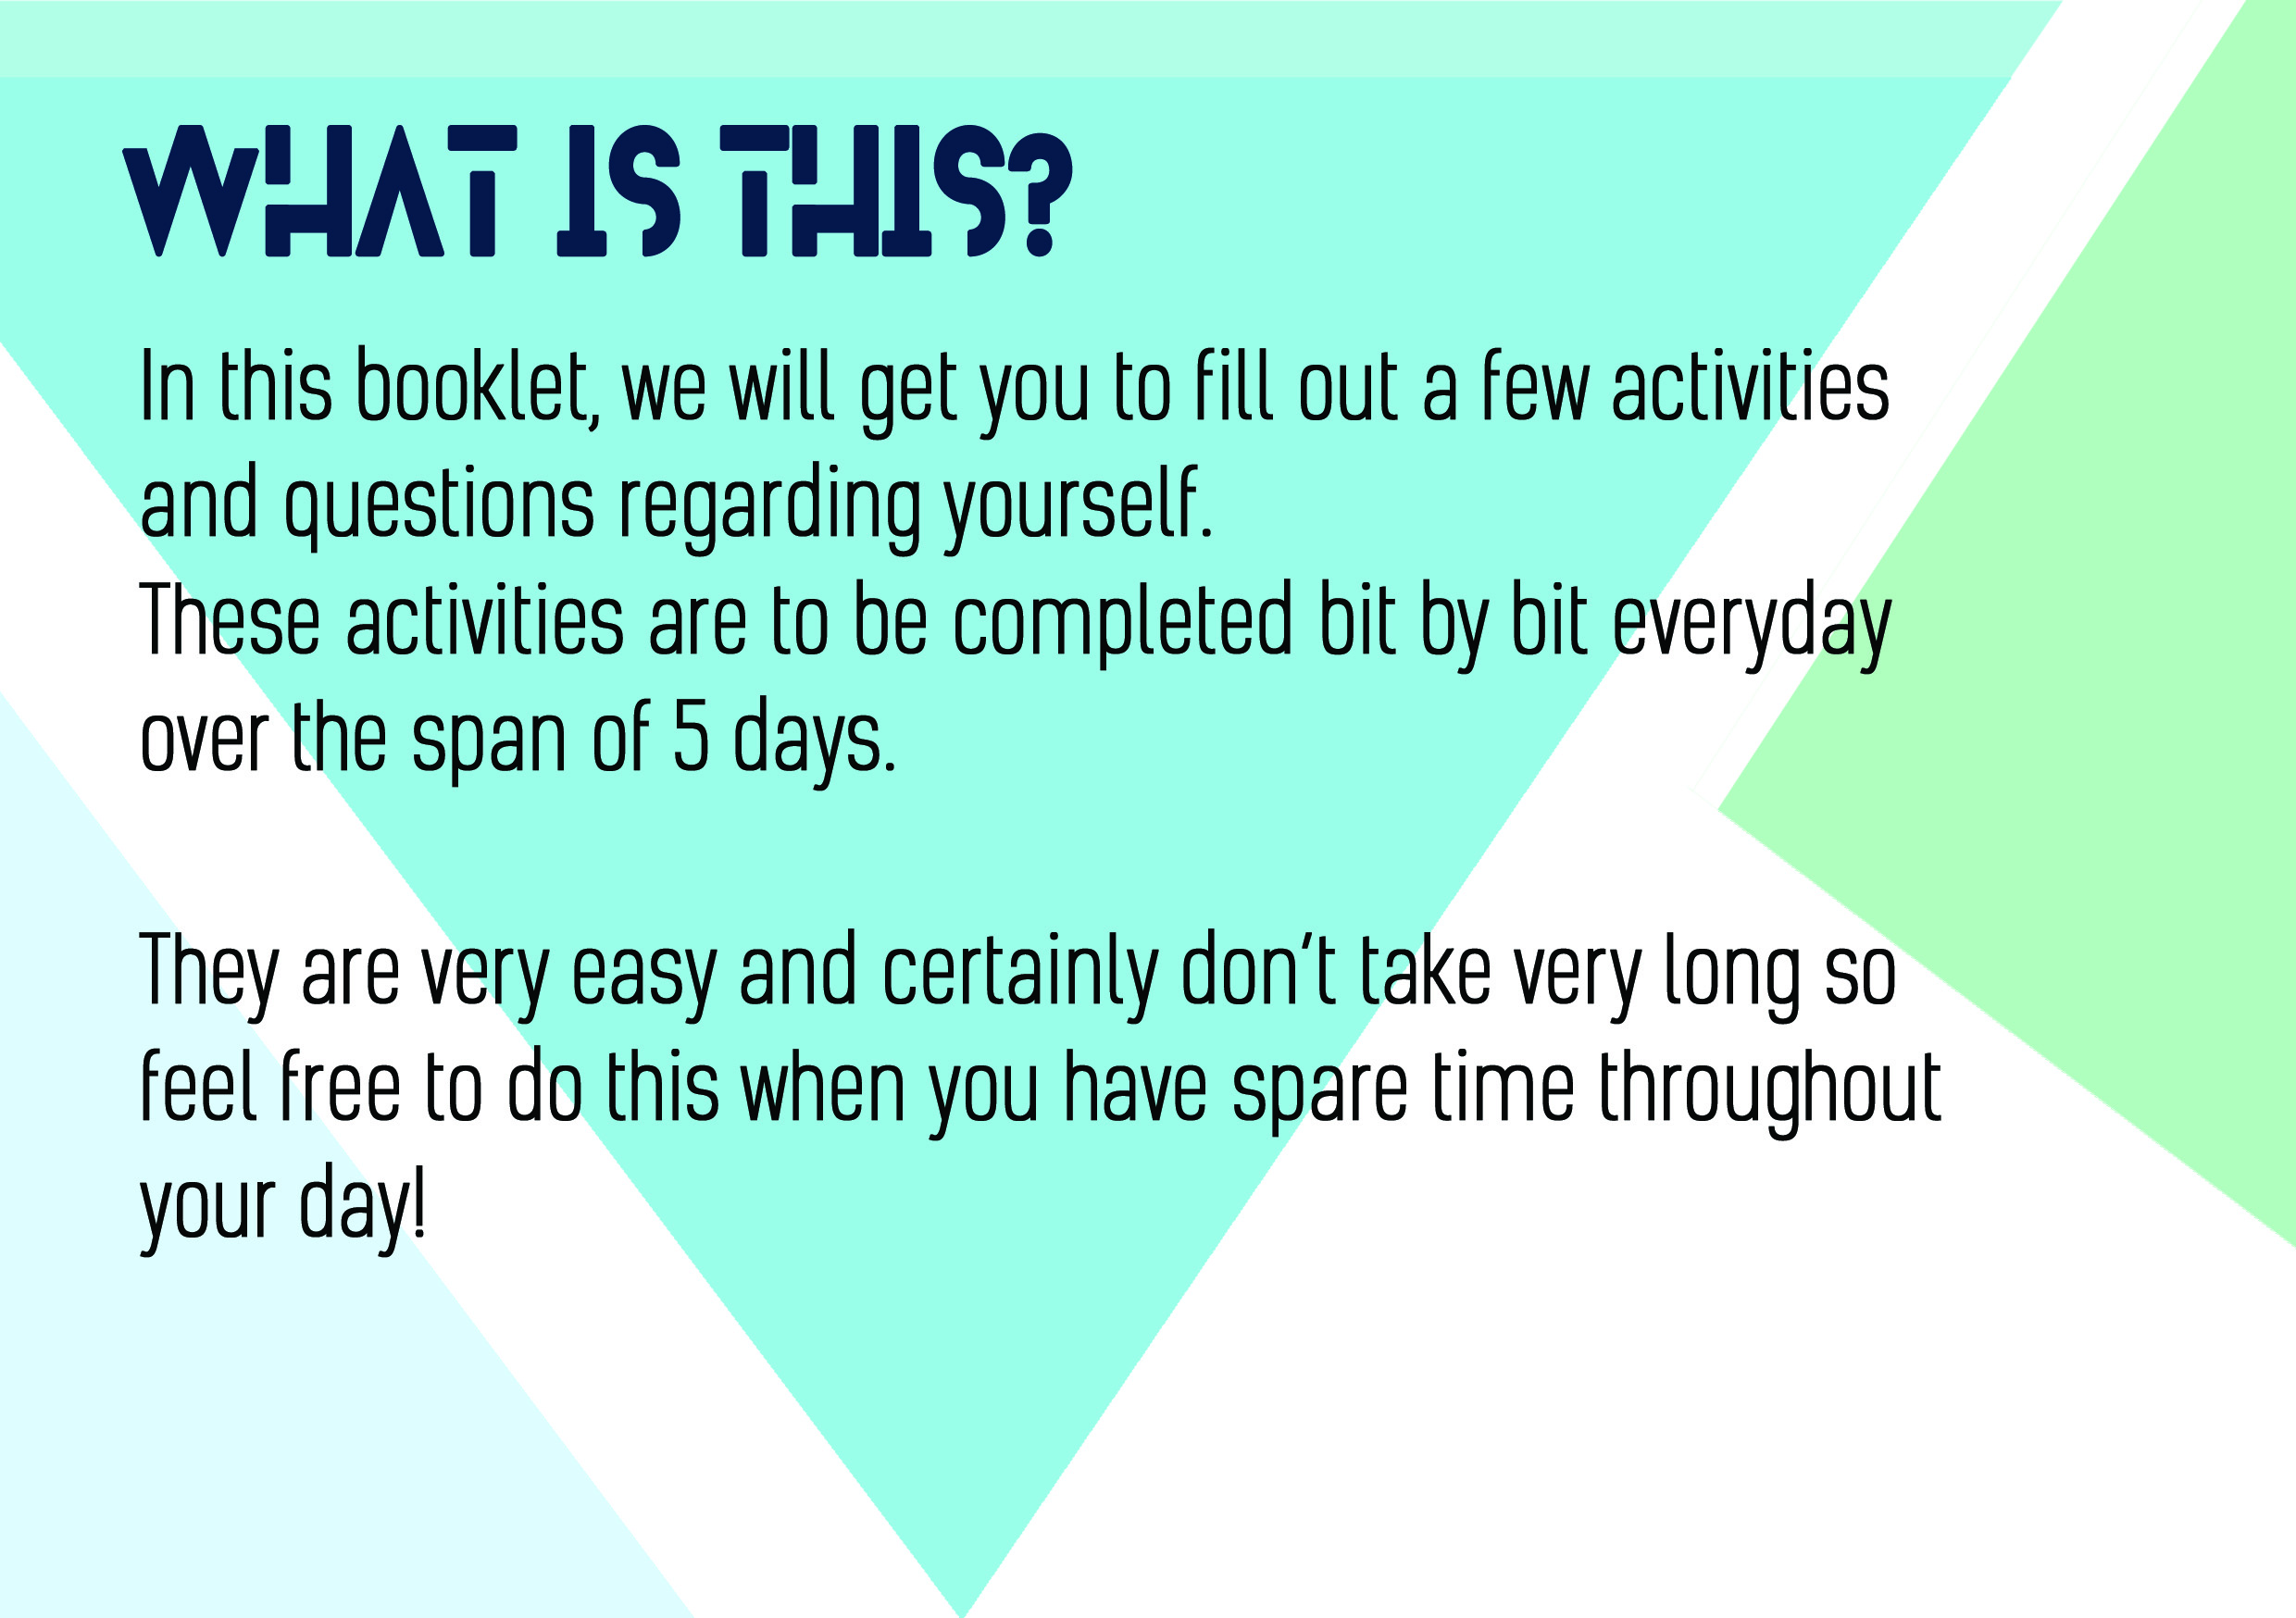 WHAT IS THIS?
In this booklet, we will get you to fill out a few activities
and questions regarding yourself.
These activities are to be completed bit by bit everyday
over the span of 5 days.
They are very easy and certainly don't take very long so
feel free to do this when you have spare time throughout
your day!